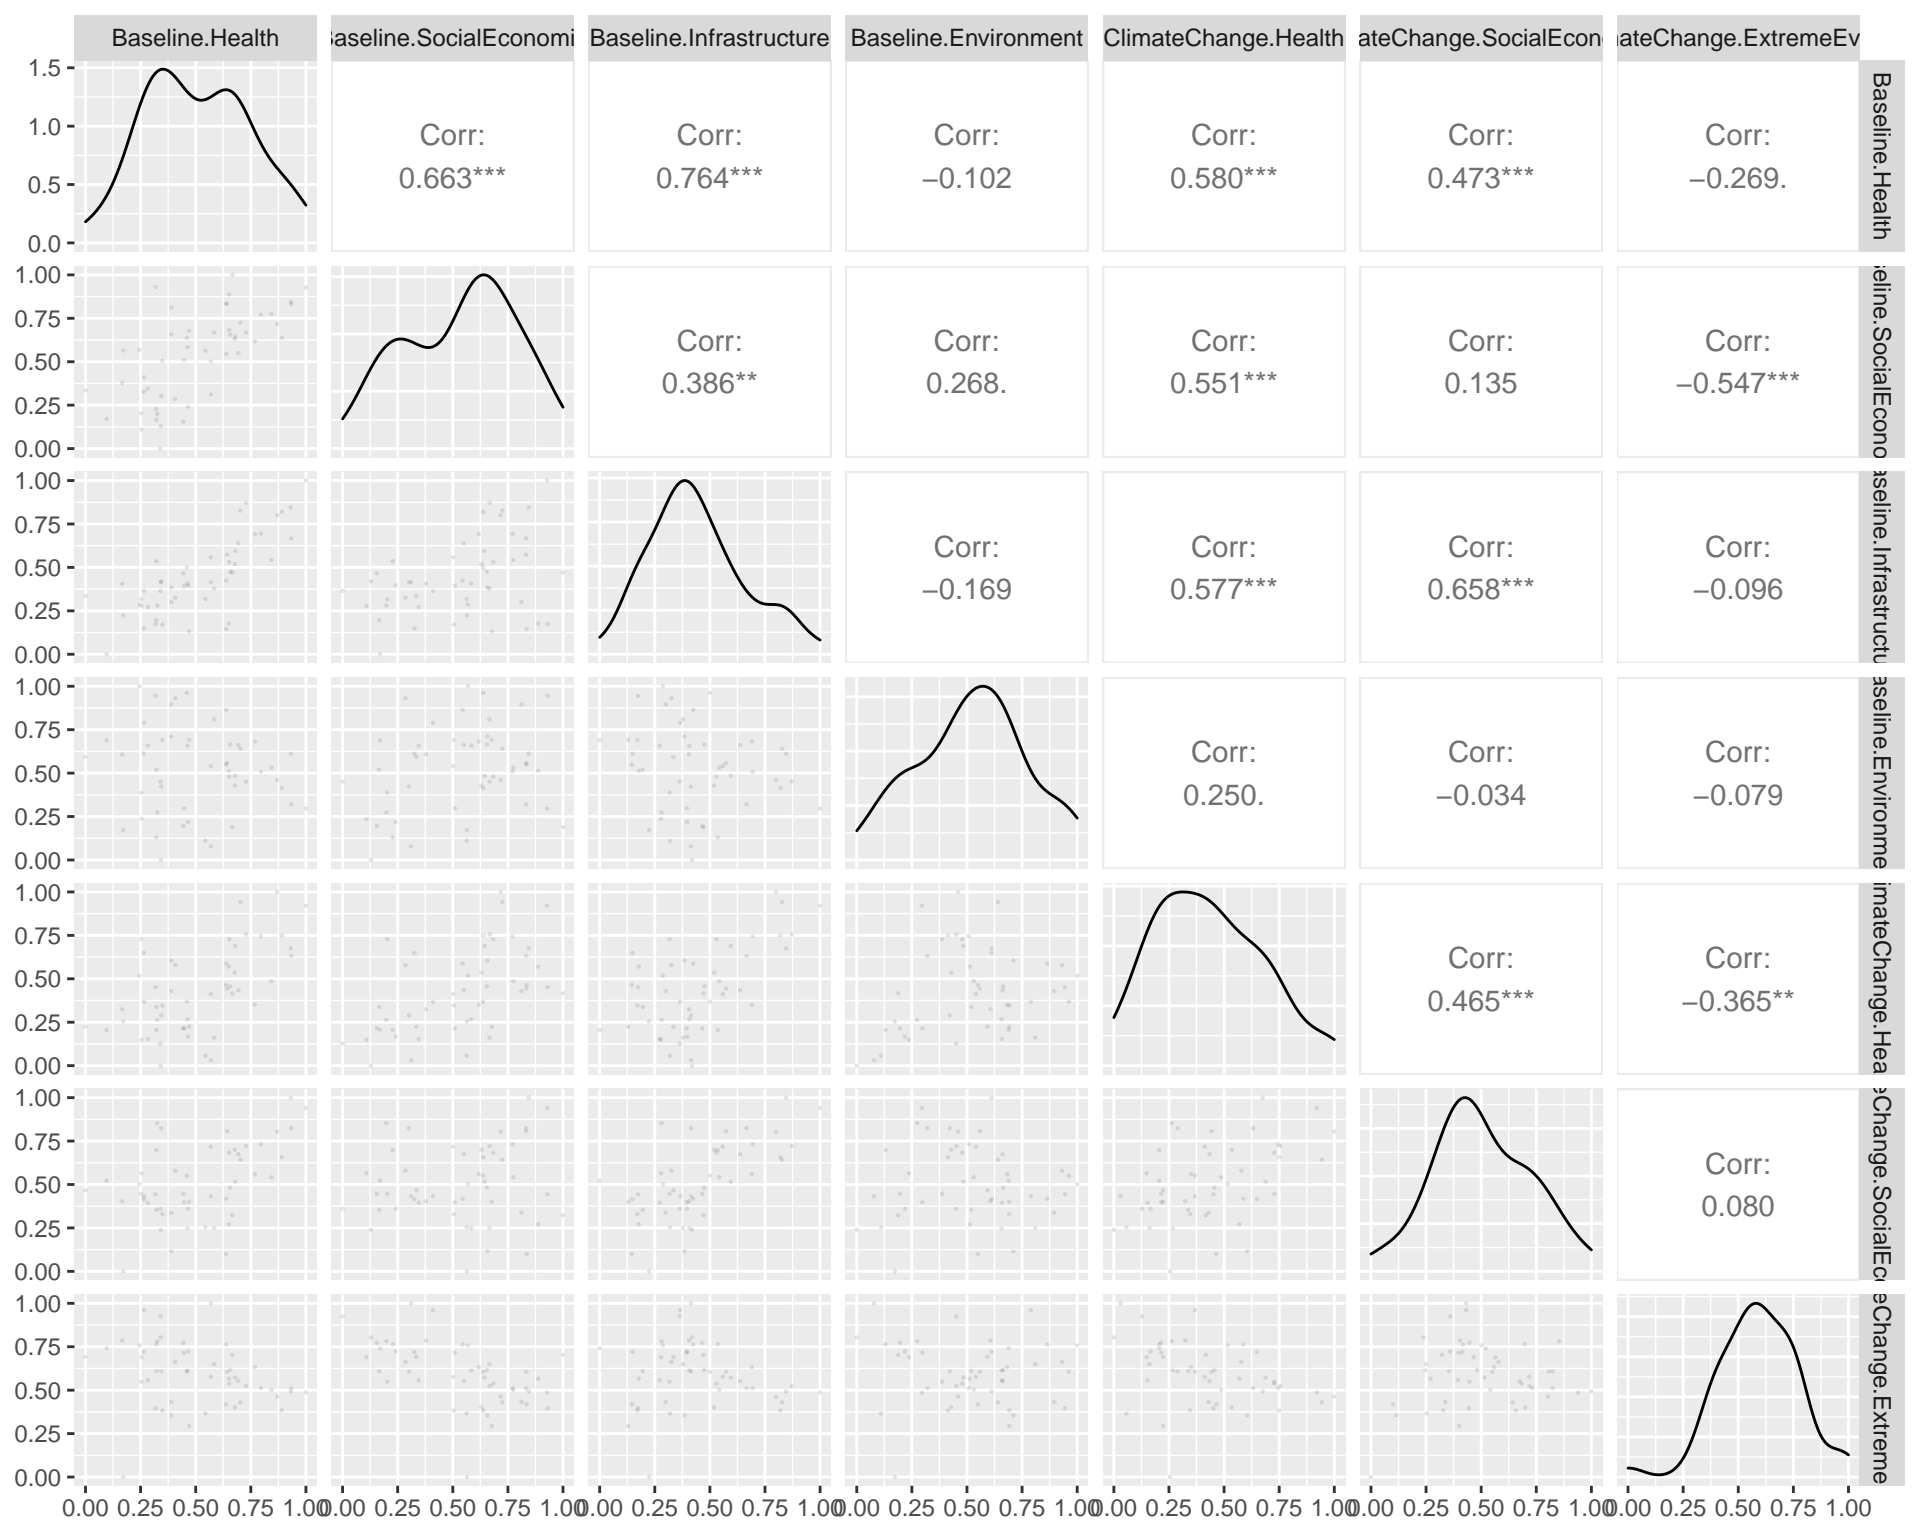 Baseline.Health Baseline.SocialEconomi Baseline.Infrastructure Baseline.Environment ClimateChange.Health ateChange.SocialEcon ateChange.ExtremeEv
1.5
1.0
0.5
0.0
Corr: Corr: Corr: Corr: Corr: Corr:
0.663*** 0.764*** −0.102 0.580*** 0.473*** −0.269.
Baseline.Health
1.00
0.75
0.50
0.25
0.00
Corr: Corr: Corr: Corr: Corr:
0.386** 0.268. 0.551*** 0.135 −0.547***
eline.SocialEcono
1.00
0.75
0.50
0.25
0.00
Corr: Corr: Corr: Corr:
−0.169 0.577*** 0.658*** −0.096
aseline.Infrastructu
1.00
0.75
0.50
0.25
0.00
Corr: Corr: Corr:
0.250. −0.034 −0.079
aseline.Environme
1.00
0.75
0.50
0.25
0.00
Corr: Corr:
0.465*** −0.365**
imateChange.Hea
1.00
0.75
0.50
0.25
0.00
Corr:
0.080
eChange.SocialEco
1.00
0.75
0.50
0.25
0.00
eChange.Extreme
0.00 0.25 0.50 0.75 1.00 0.00 0.25 0.50 0.75 1.00 0.00 0.25 0.50 0.75 1.00 0.00 0.25 0.50 0.75 1.00 0.00 0.25 0.50 0.75 1.00 0.00 0.25 0.50 0.75 1.00 0.00 0.25 0.50 0.75 1.00